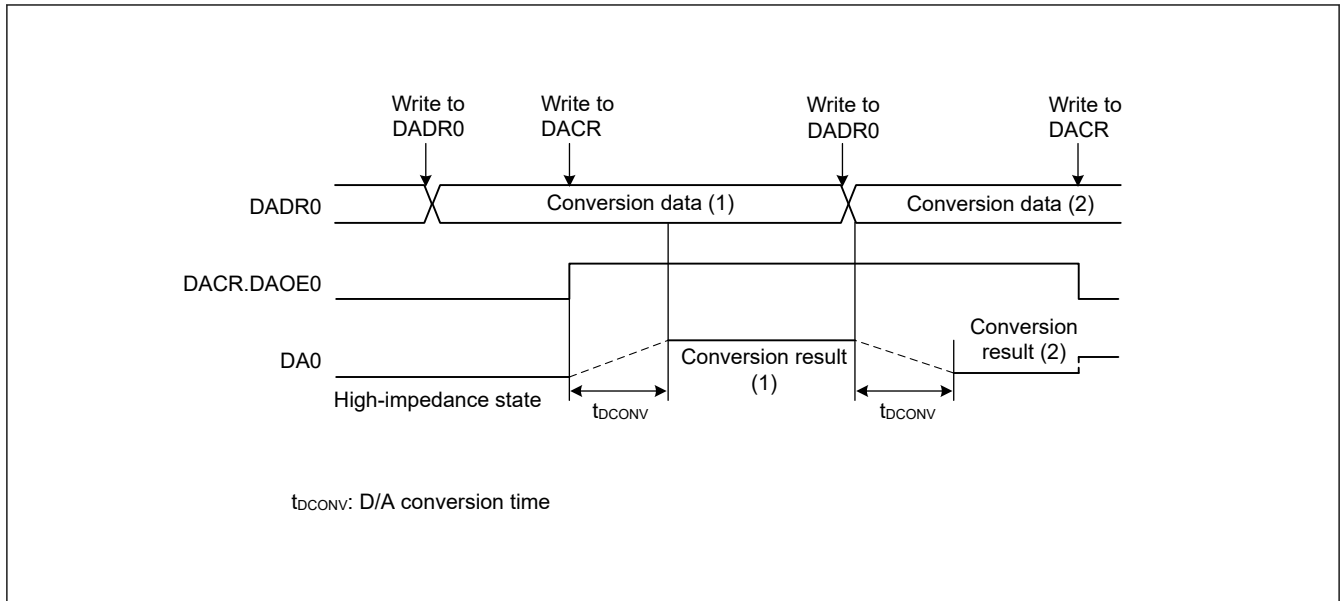 Write to
DADR0
Write to
DACR
Write to
DADR0
Write to
DACR
DADR0
Conversion data (1)
Conversion data (2)
DACR.DAOE0
DA0
Conversion result
(1)
Conversion
result (2)
High-impedance state
tDCONV
tDCONV
tDCONV: D/A conversion time